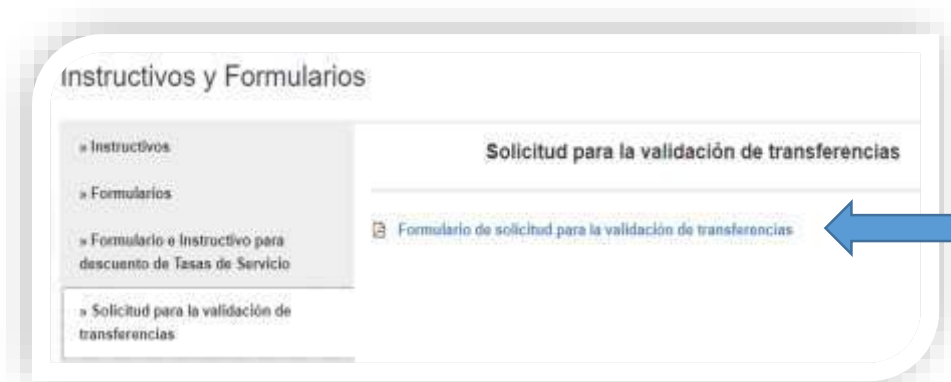 Instructivos y Formularios
» Instructivos
» Formularios
» Formulario e Instructivo para
descuento de Tasas de Servicio
» Solicitud para la validación de
transferencias
Solicitud para la validación de transferencias
Formulario de solicitud para la validación de transferencias